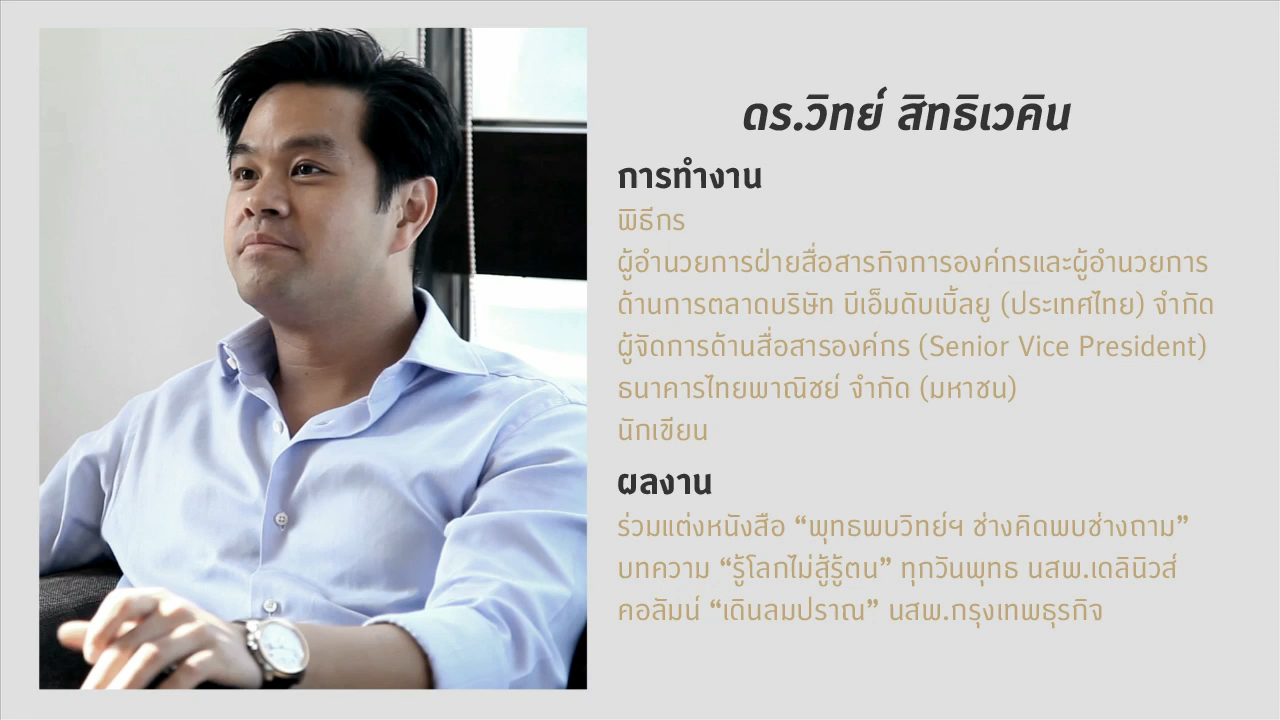 ดร.วิทย์ สิทธิเวคิน
การทำงาน
พิธีกร
ผู้อำนวยการฝ่ายสื่อสารกิจการองค์กรและผู้อำนวยการ
ด้านการตลาดบริษัท บีเอ็มดับเบิ้ลยู (ประเทศไทย) จำกัด
ผู้จัดการด้านสื่อสารองค์กร (Senior Vice President)
ธนาคารไทยพาณิชย์ จำกัด (มหาชน)
นักเขียน
ผลงาน
ร่วมแต่งหนังสือ “พุทธพบวิทย์ฯ ช่างคิดพบช่างถาม”
บทความ “รู้โลกไม่สู้รู้ตน” ทุกวันพุทธ นสพ.เดลินิวส์
คอลัมน์ “เดินลมปราณ” นสพ.กรุงเทพธุรกิจ